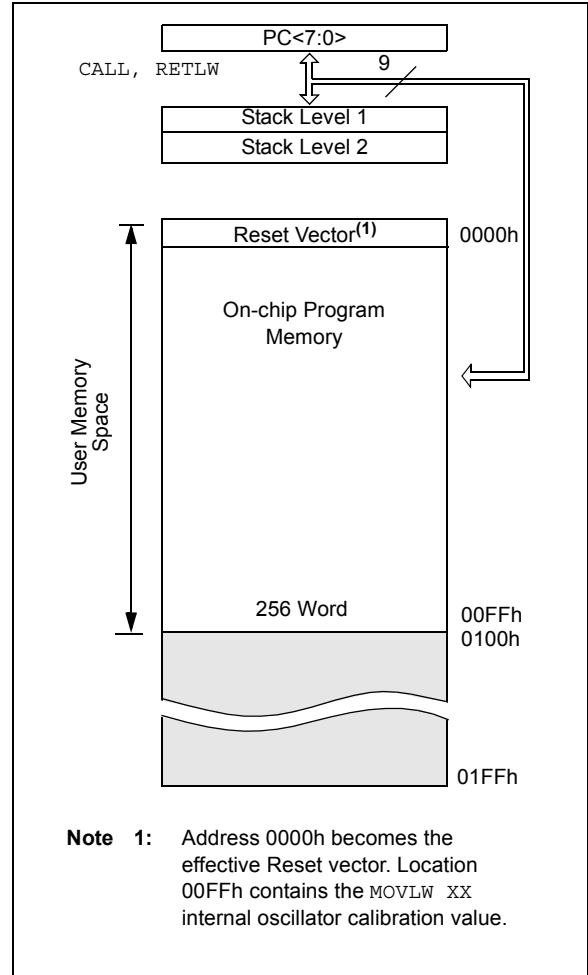 PC<7:0>
CALL, RETLW
9
Stack Level 1
Stack Level 2
Reset Vector(1)
0000h
On-chip Program
Memory
User Memory
Space
256 Word
00FFh
0100h
01FFh
Note 1: Address 0000h becomes the
effective Reset vector. Location
00FFh contains the MOVLW XX
internal oscillator calibration value.